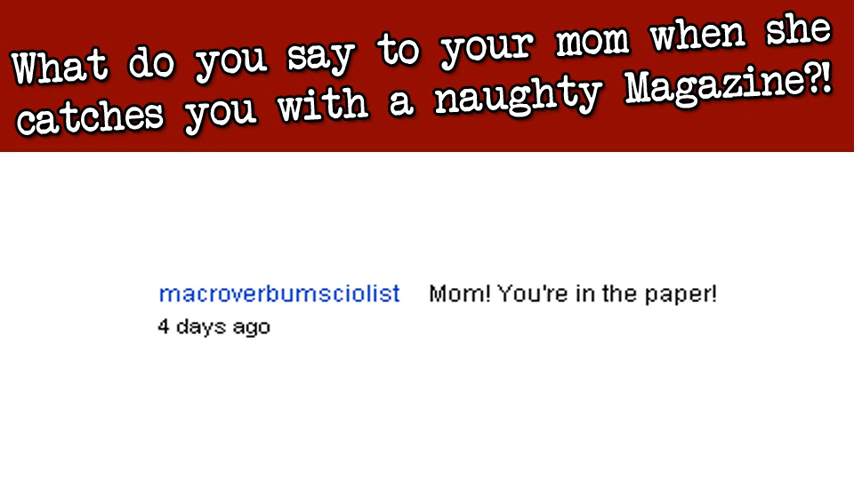 What do you say to your mom when she
catches you with a naughty Magazine?!
macroverbumsciolist Mom! You're in the paper!
4 days ago